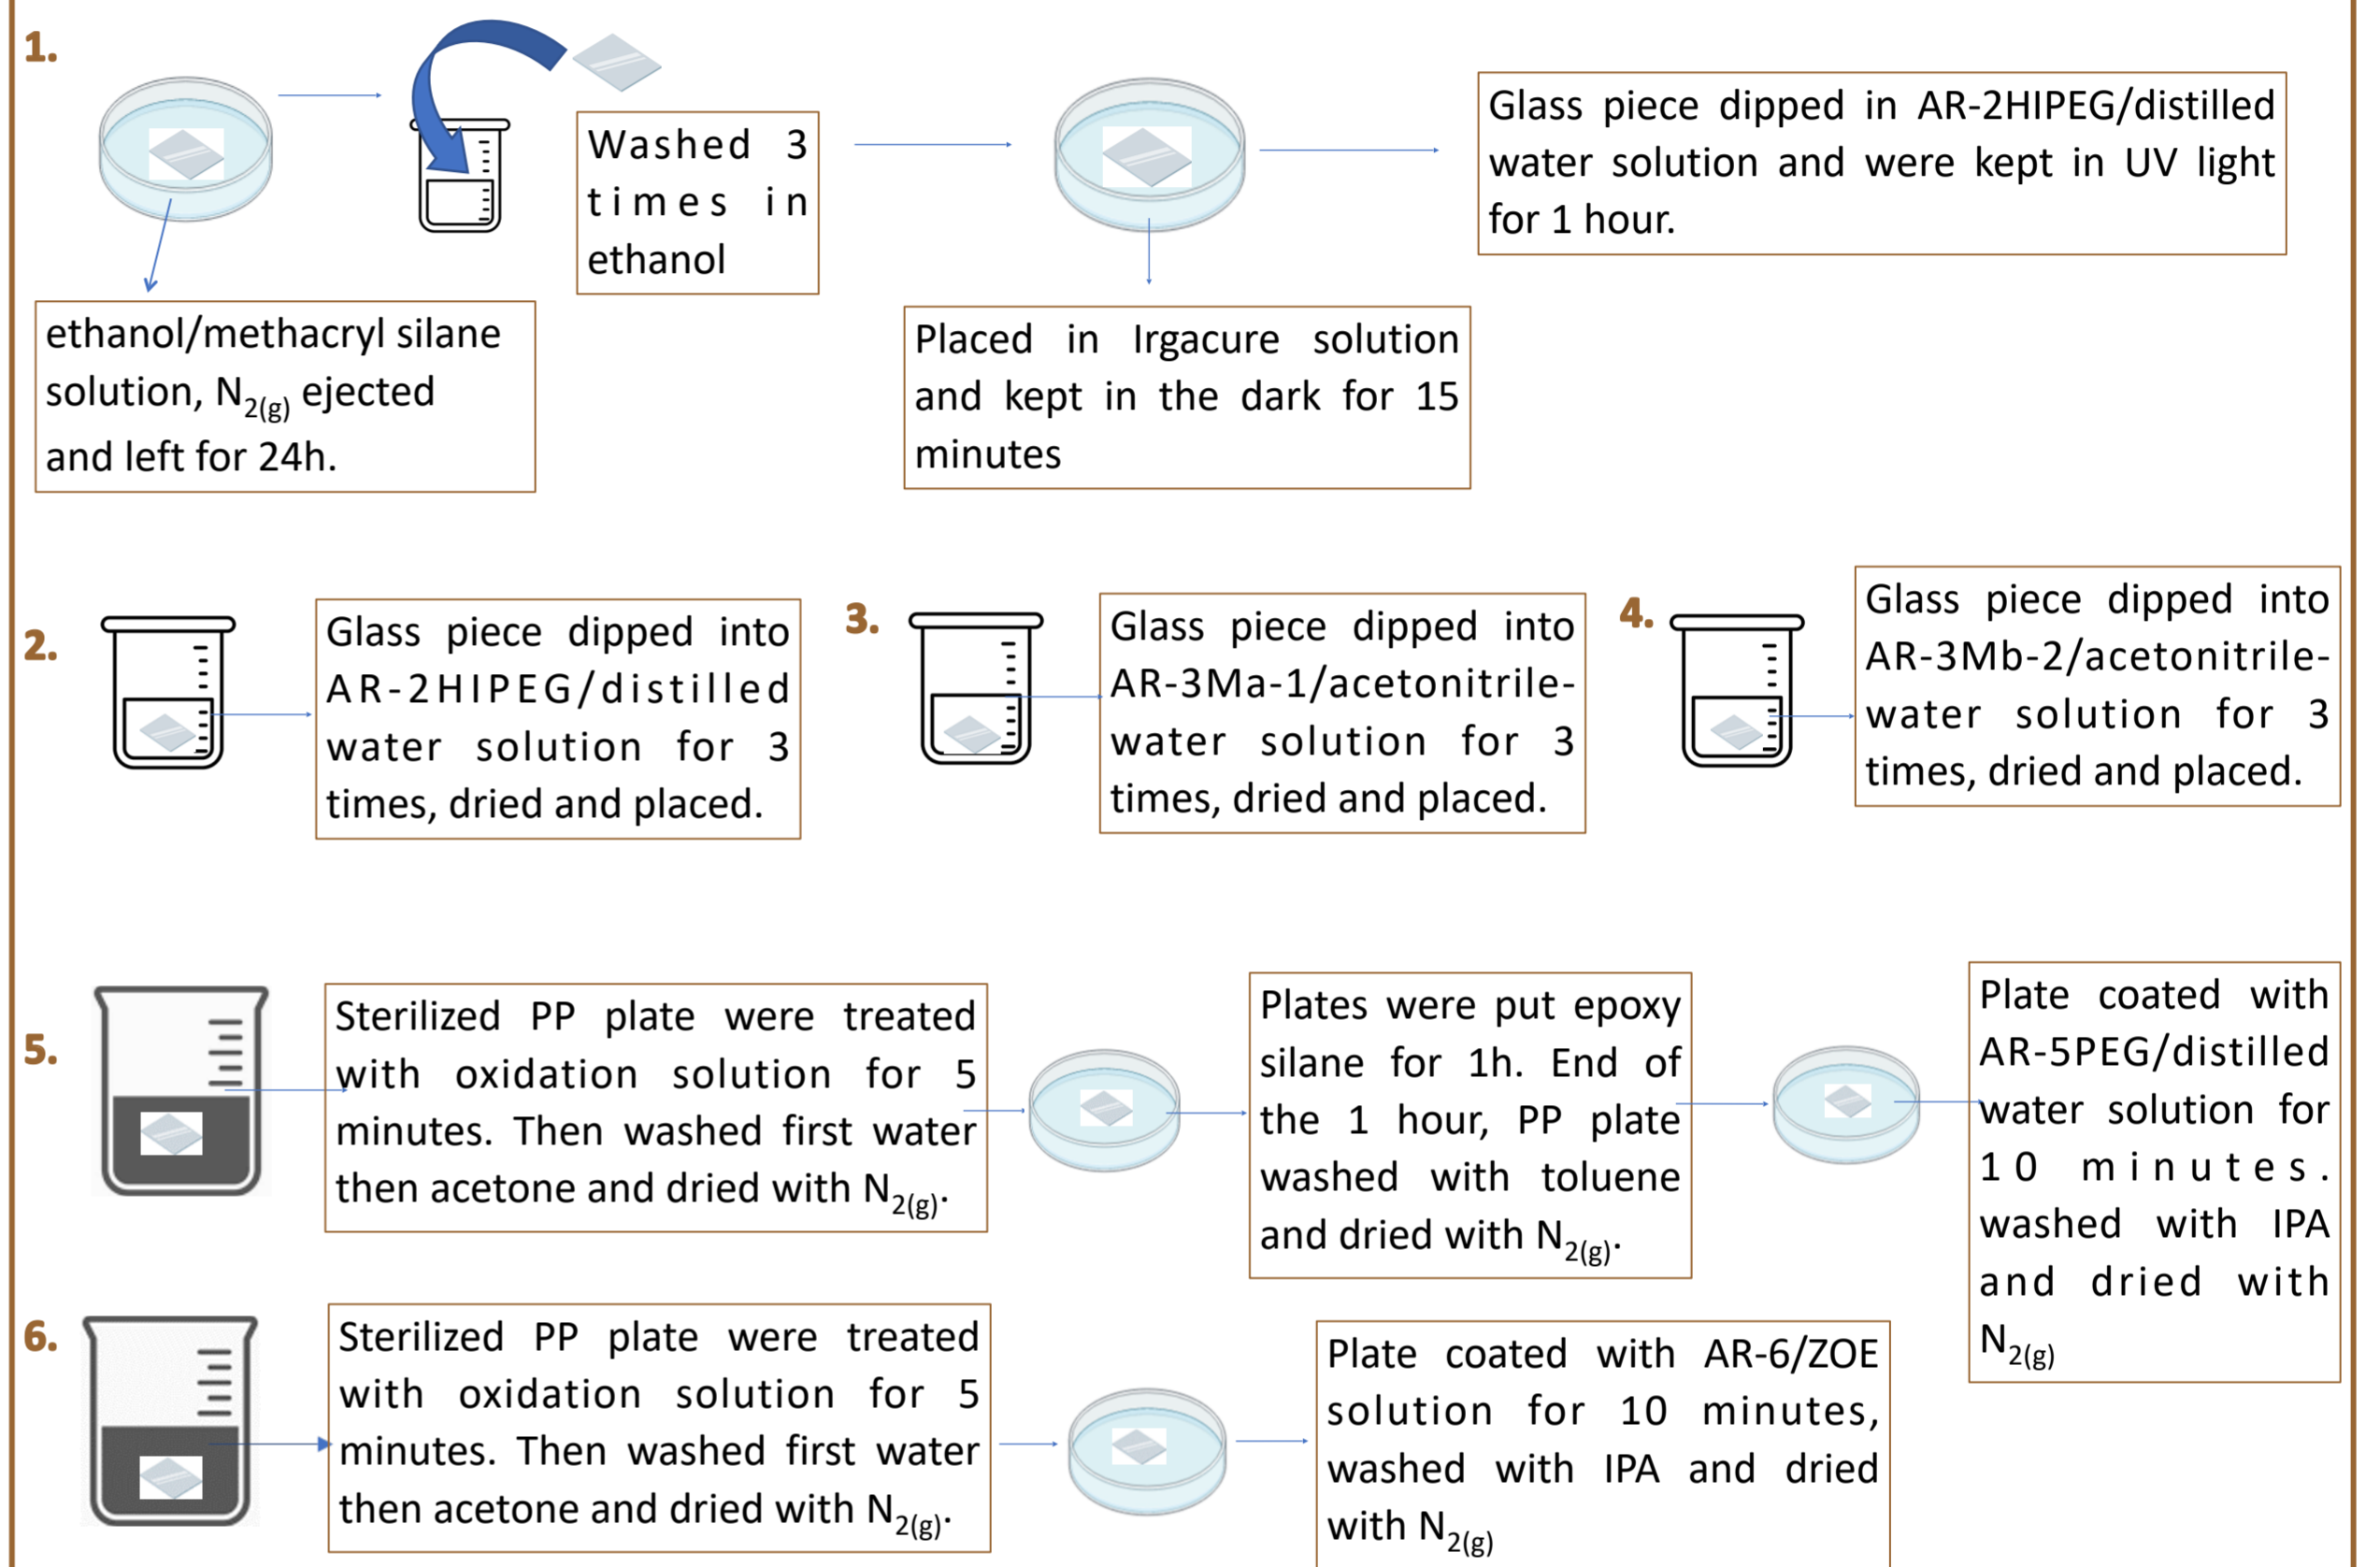 1.
ethanol/methacryl silane
solution, N2(g) ejected
and left for 24h.
Washed 3
times in
ethanol
Placed in Irgacure solution
and kept in the dark for 15
minutes
Glass piece dipped in AR-2HIPEG/distilled
water solution and were kept in UV light
for 1 hour.
2.
Glass piece dipped into
AR-2HIPEG/distilled
water solution for 3
times, dried and placed.
3.
Glass piece dipped into
AR-3Ma-1/acetonitrile-
water solution for 3
times, dried and placed.
4.
Glass piece dipped into
AR-3Mb-2/acetonitrile-
water solution for 3
times, dried and placed.
5.
Sterilized PP plate were treated
with oxidation solution for 5
minutes. Then washed first water
then acetone and dried with N2(g).
Plates were put epoxy
silane for 1h. End of
the 1 hour, PP plate
washed with toluene
and dried with N2(g).
Plate coated with
AR-5PEG/distilled
water solution for
10 minutes.
washed with IPA
and dried with
N2(g)
6.
Sterilized PP plate were treated
with oxidation solution for 5
minutes. Then washed first water
then acetone and dried with N2(g).
Plate coated with AR-6/ZOE
solution for 10 minutes,
washed with IPA and dried
with N2(g)